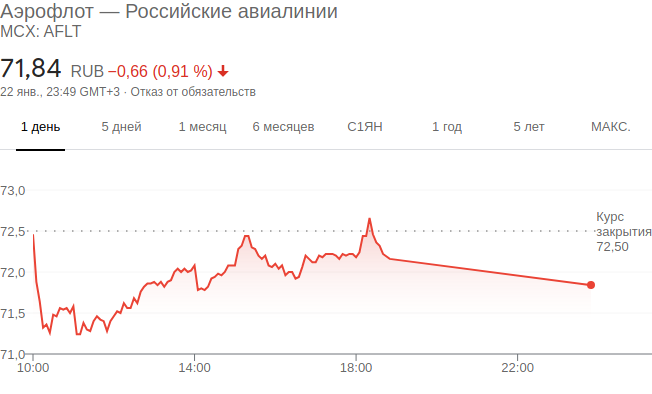 Аэрофлот — Российские авиалинии
MCX: AFLT
71,84 RUB −0,66 (0,91 %) ↓
22 янв., 23:49 GMT+3 · Отказ от обязательств
1 день 5 дней 1 месяц 6 месяцев С1ЯН 1 год 5 лет МАКС.
73,0
72,5
72,0
71,5
71,0
Курс
закрытия
72,50
10:00 14:00 18:00 22:00